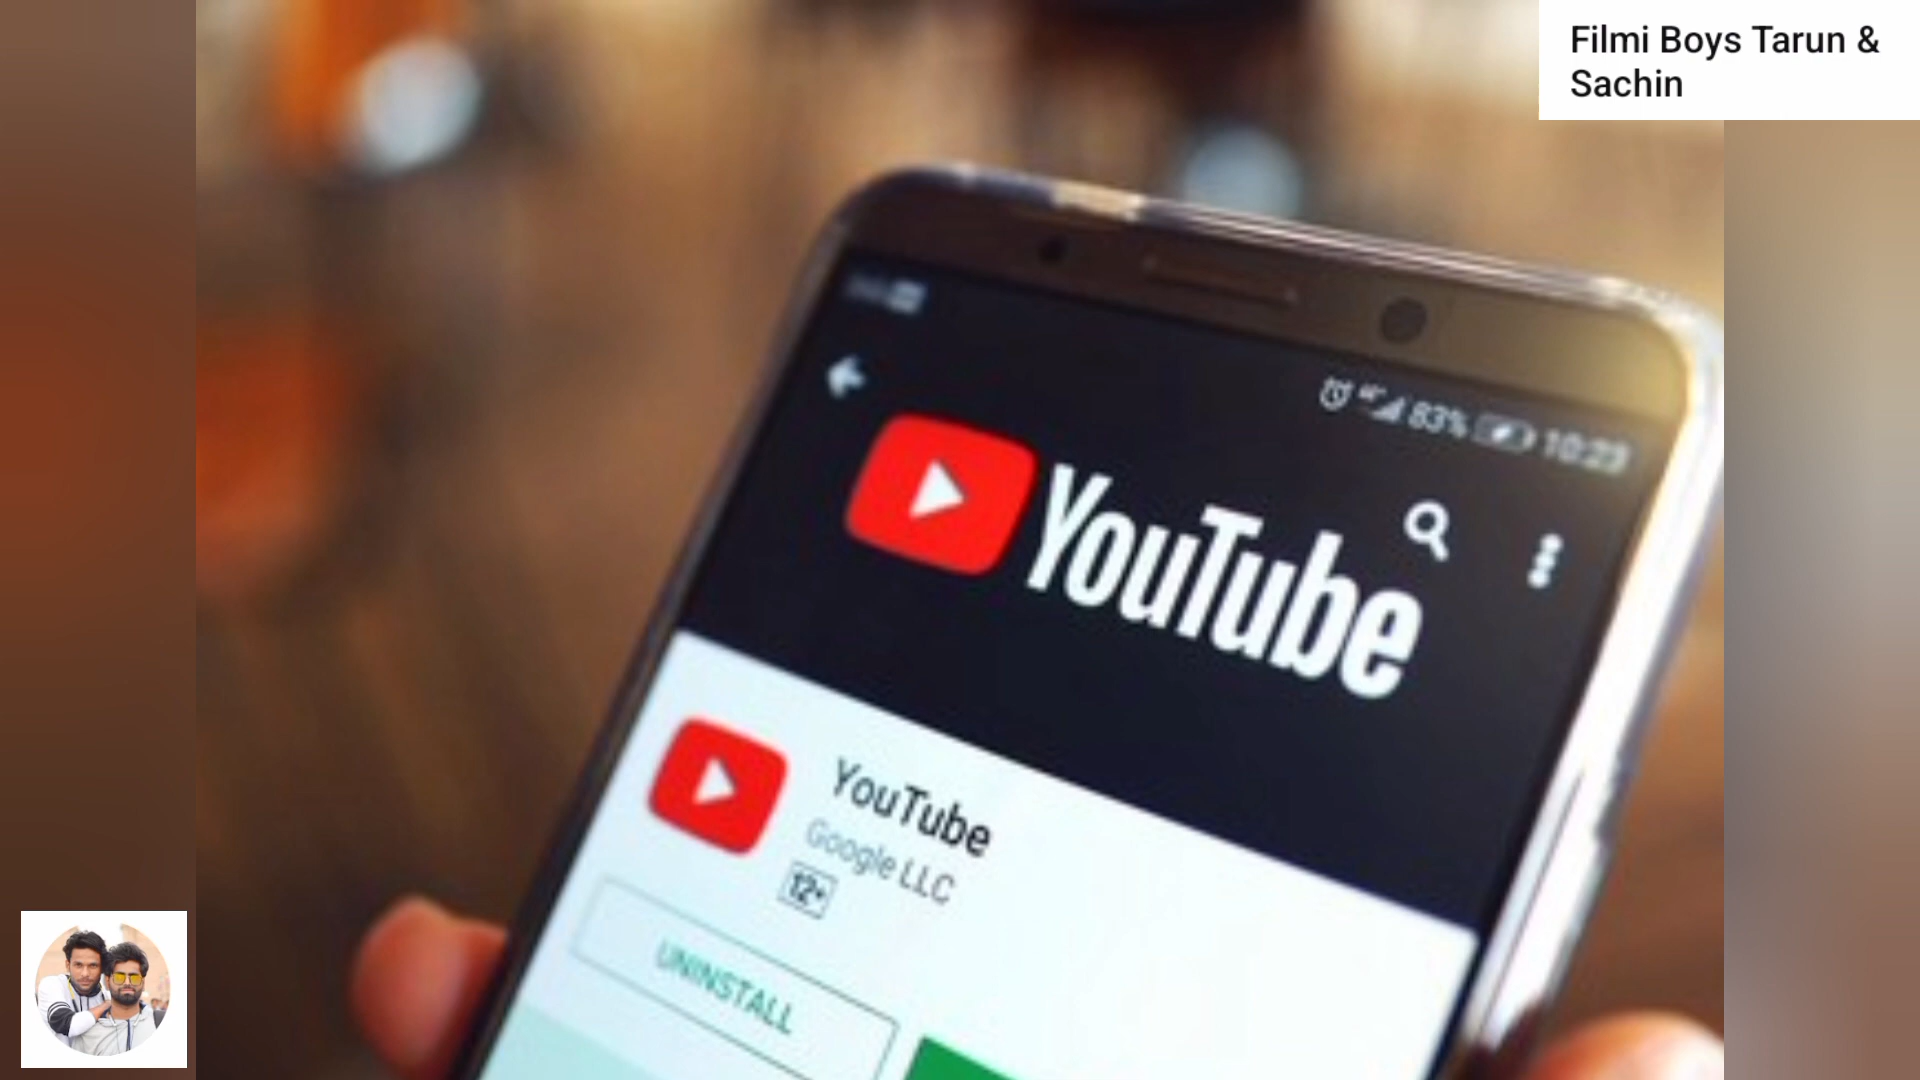 Filmi Boys Tarun &
Sachin
83% 10:23
YouTube
YouTube
Google LLC
12+
UNINSTALL